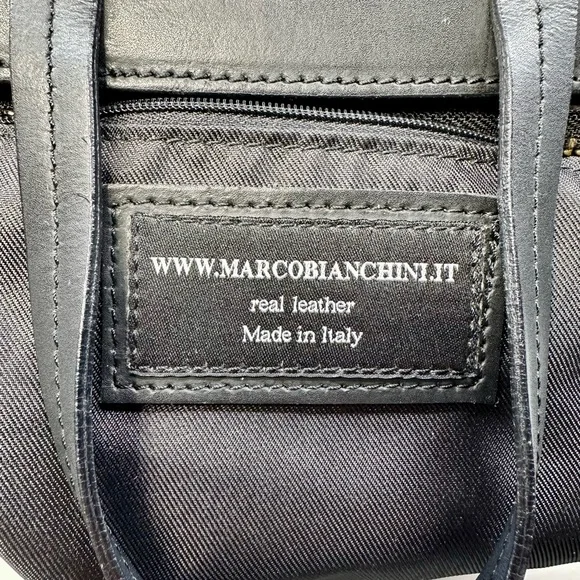 WWW.MARCOBIANCHINI.IT
real leather
Made in Italy